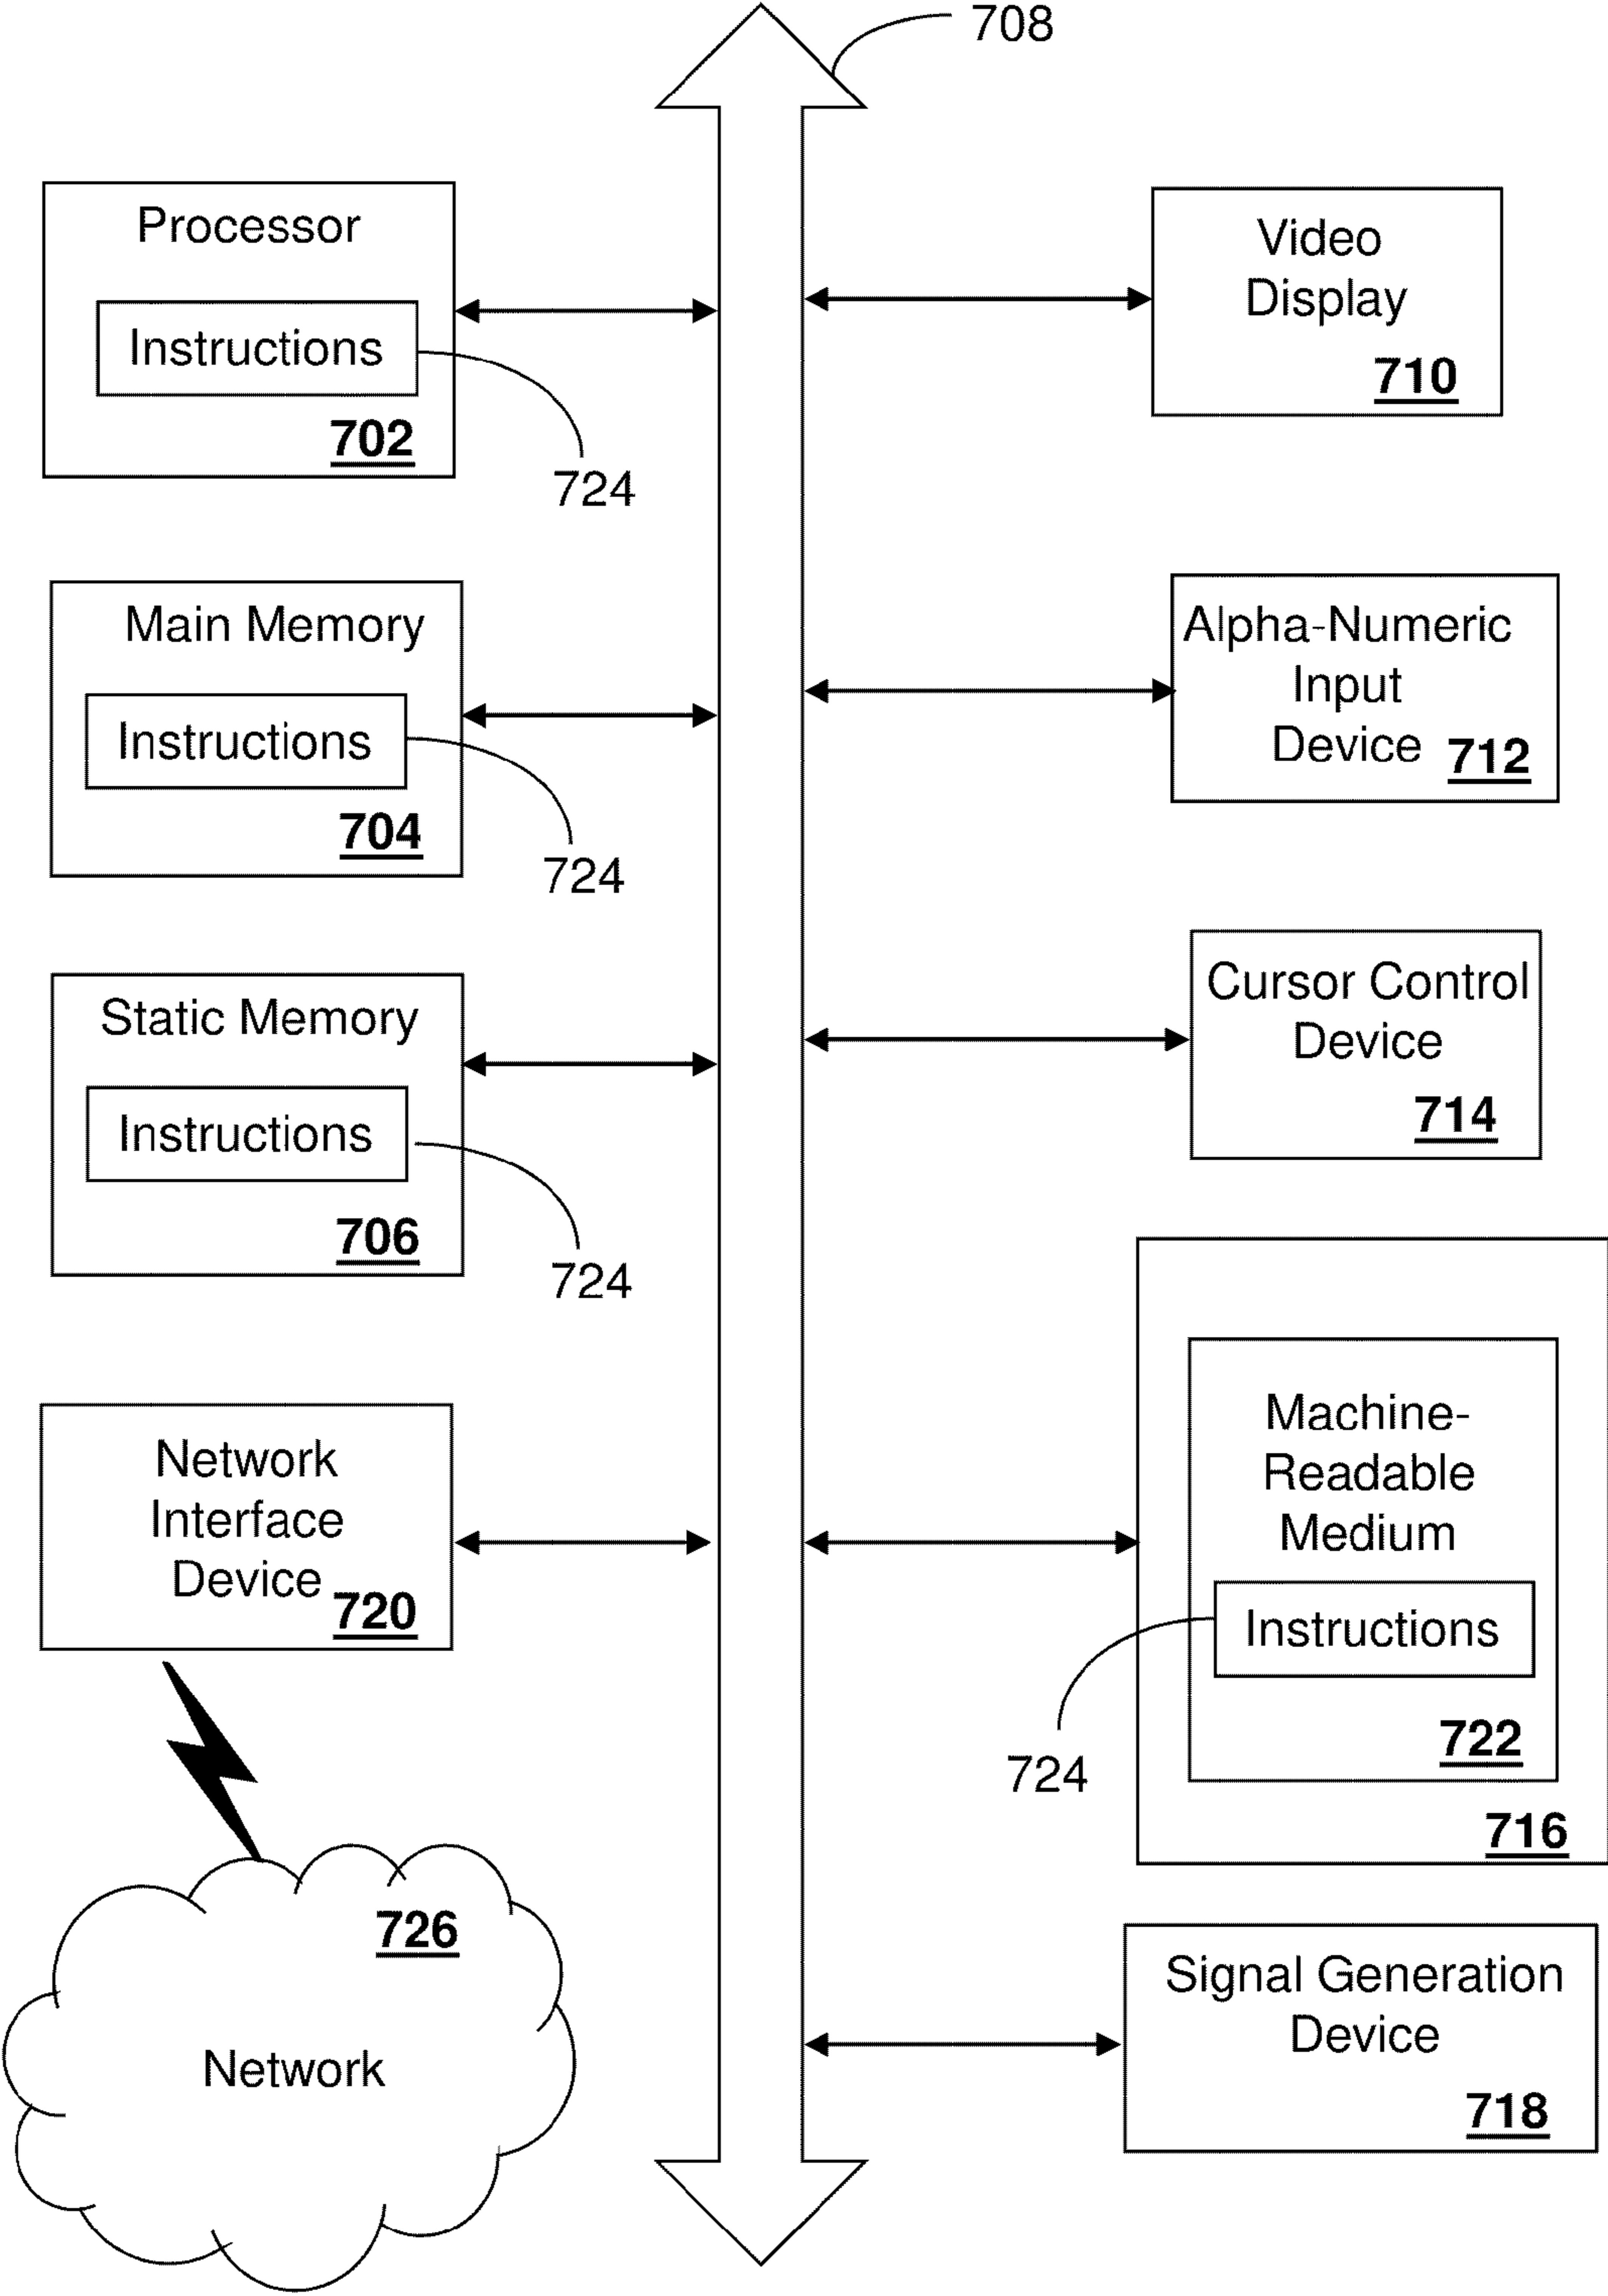 708
Processor
Instructions
702
724
Main Memory
Instructions
704
724
Static Memory
Instructions
706
724
Network
Interface
Device
720
726
Network
Video
Display
710
Alpha-Numeric
Input
Device
712
Cursor Control
Device
714
Machine-
Readable
Medium
Instructions
722
724
716
Signal Generation
Device
718